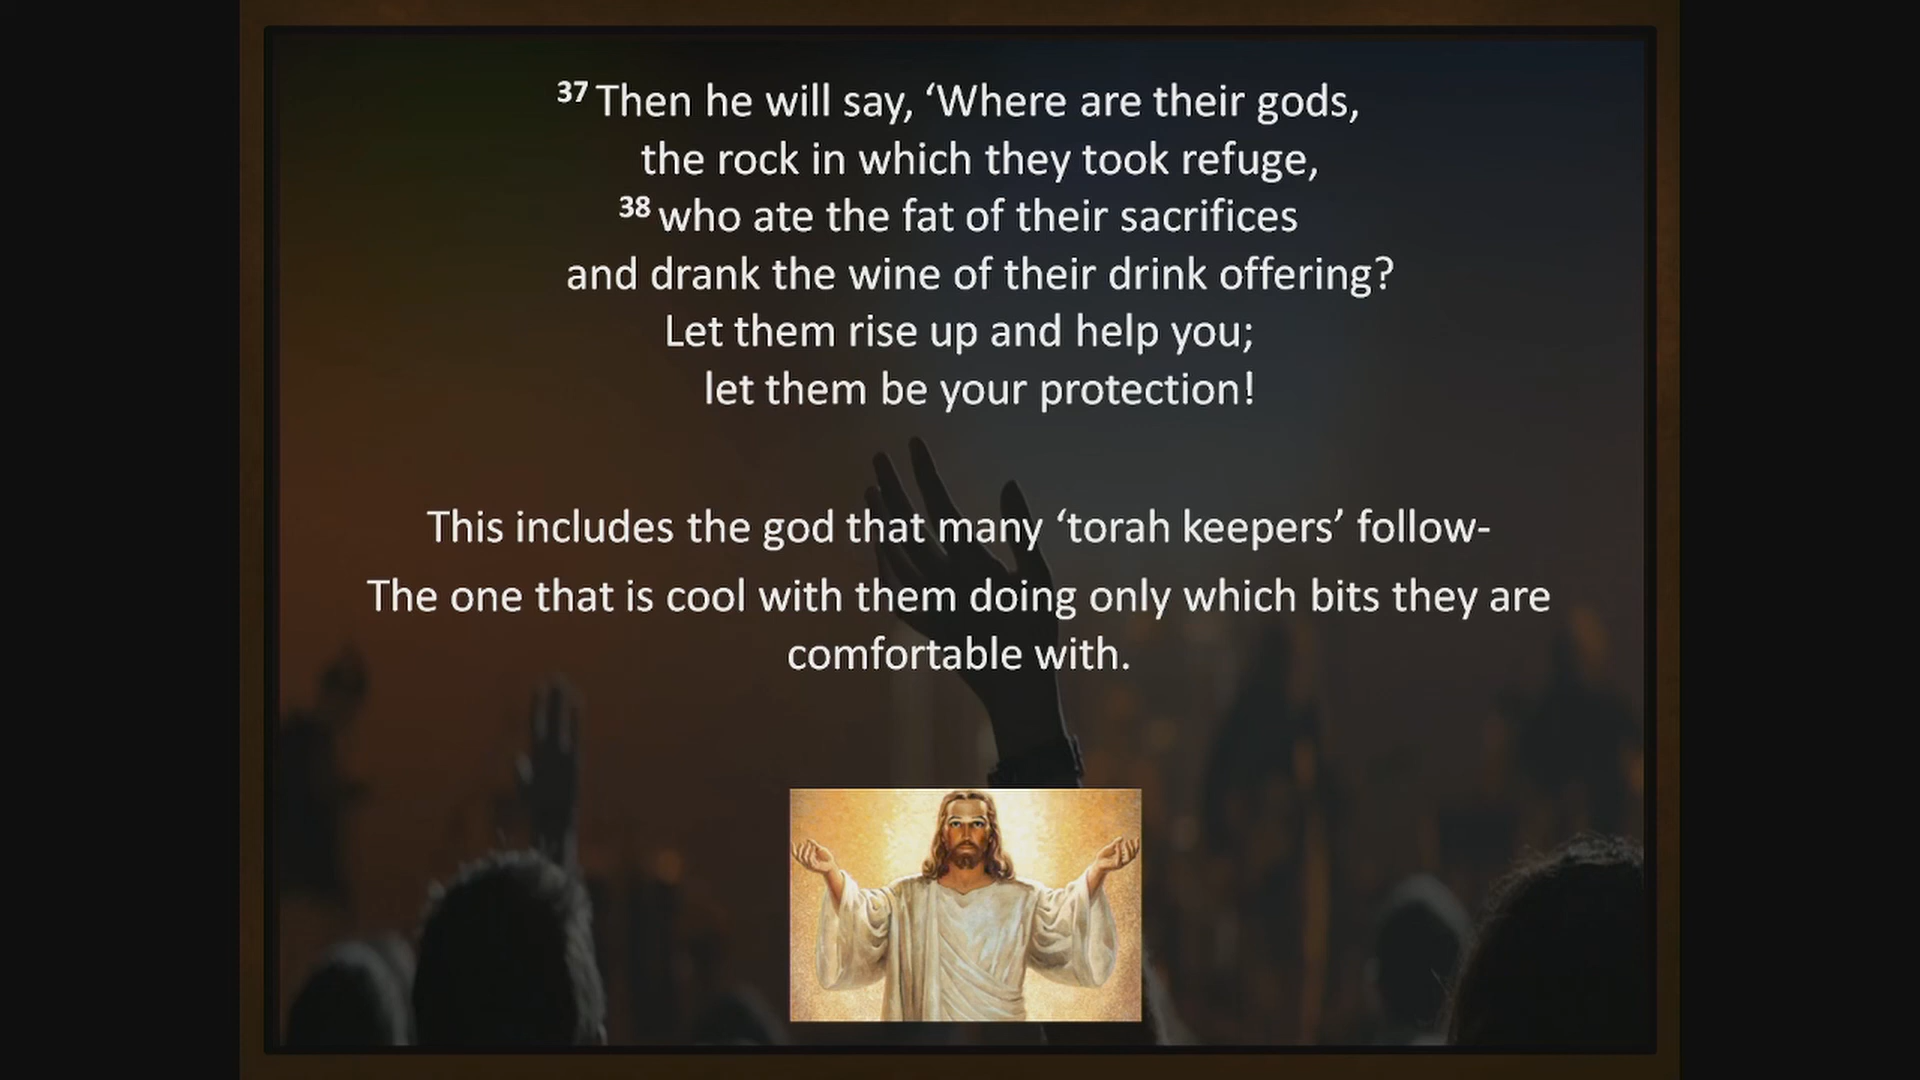 37 Then he will say, ‘Where are their gods,
the rock in which they took refuge,
38 who ate the fat of their sacrifices
and drank the wine of their drink offering?
Let them rise up and help you;
let them be your protection!
This includes the god that many ‘torah keepers’ follow-
The one that is cool with them doing only which bits they are
comfortable with.